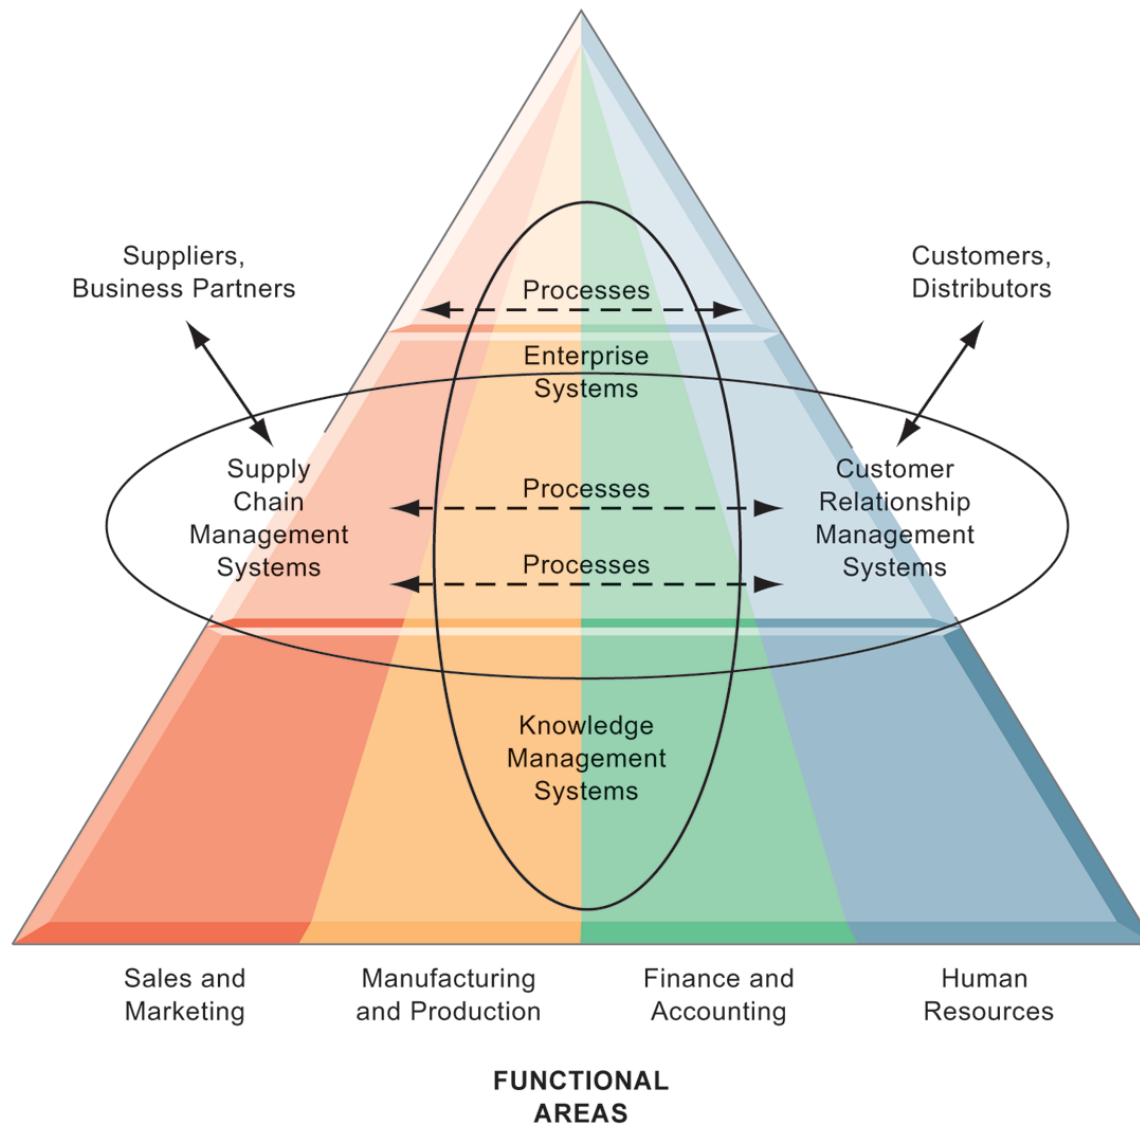 Suppliers,
Business Partners
Customers,
Distributors
Processes
Enterprise
Systems
Supply
Chain
Management
Systems
Processes
Processes
Customer
Relationship
Management
Systems
Knowledge
Management
Systems
Sales and
Marketing
Manufacturing
and Production
Finance and
Accounting
Human
Resources
FUNCTIONAL
AREAS